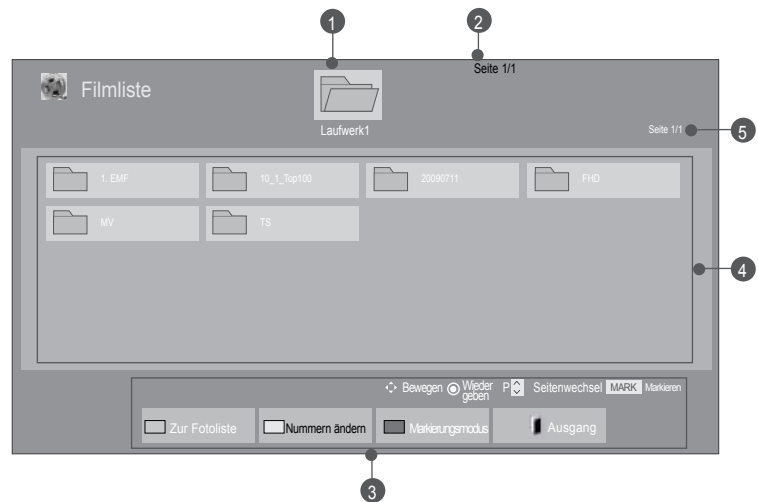 1
2
Seite 1/1
Filmliste
Laufwerk1
Seite 1/1
5
1. EMF
10_1_Top100
20090711
FHD
MV
TS
4
Bewegen Wieder geben P Seitenwechsel MARK Markieren
Zur Fotoliste Nummern ändern Markierungsmodus Ausgang
3